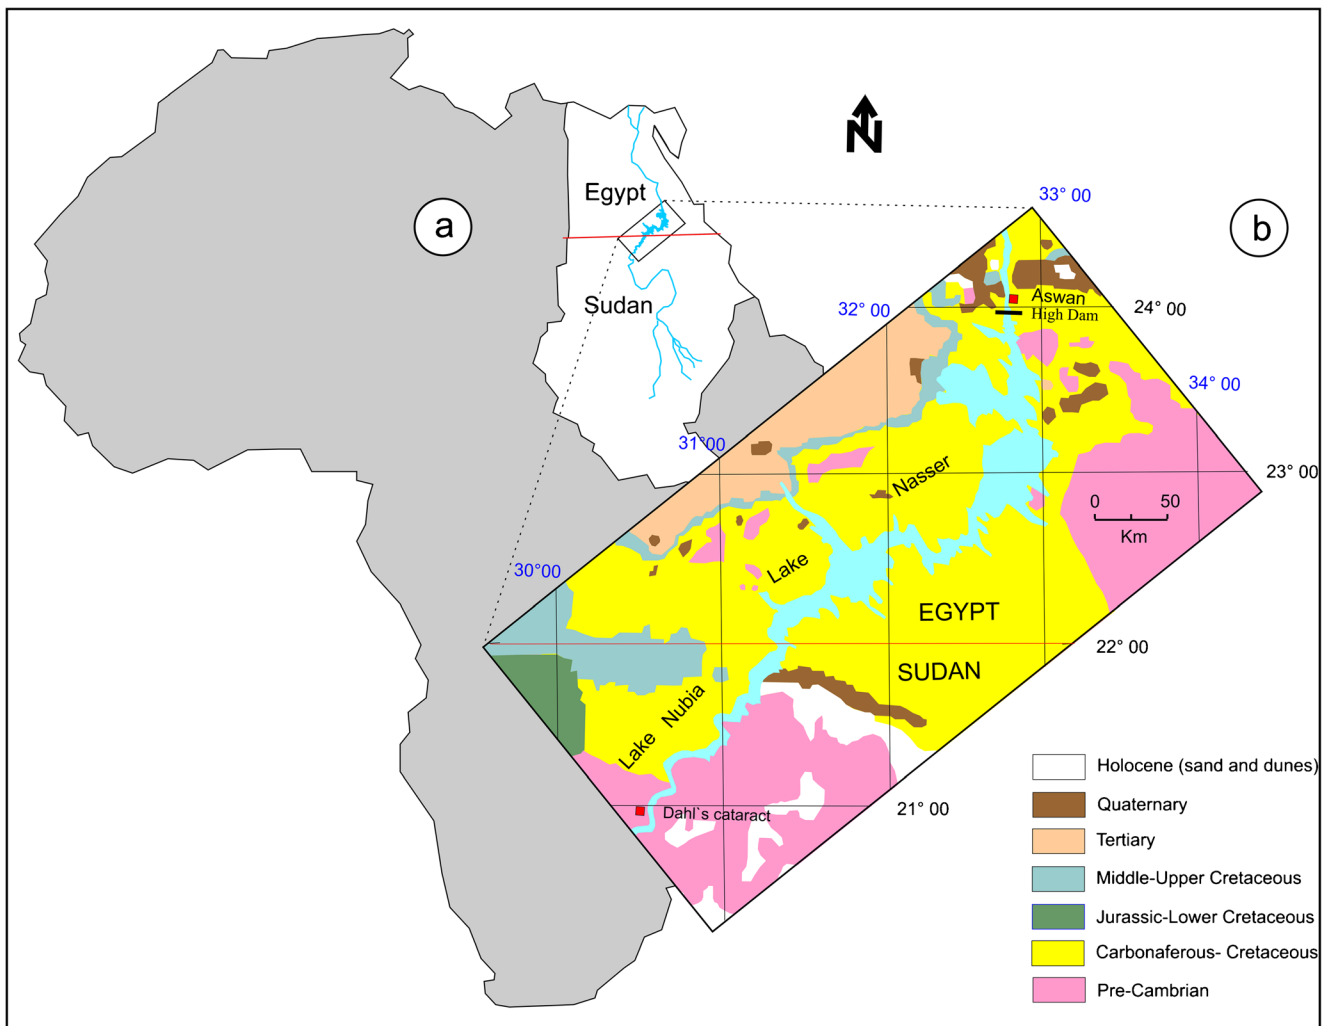 N
33° 00
Egypt
a
b
Aswan
High Dam
24° 00
32° 00
Sudan
34° 00
31°00
Nasser
23° 00
0 50
Km
30°00
Lake
EGYPT
22° 00
SUDAN
Lake Nubia
21° 00
Dahl`s cataract
Holocene (sand and dunes)
Quaternary
Tertiary
Middle-Upper Cretaceous
Jurassic-Lower Cretaceous
Carbonaferous- Cretaceous
Pre-Cambrian